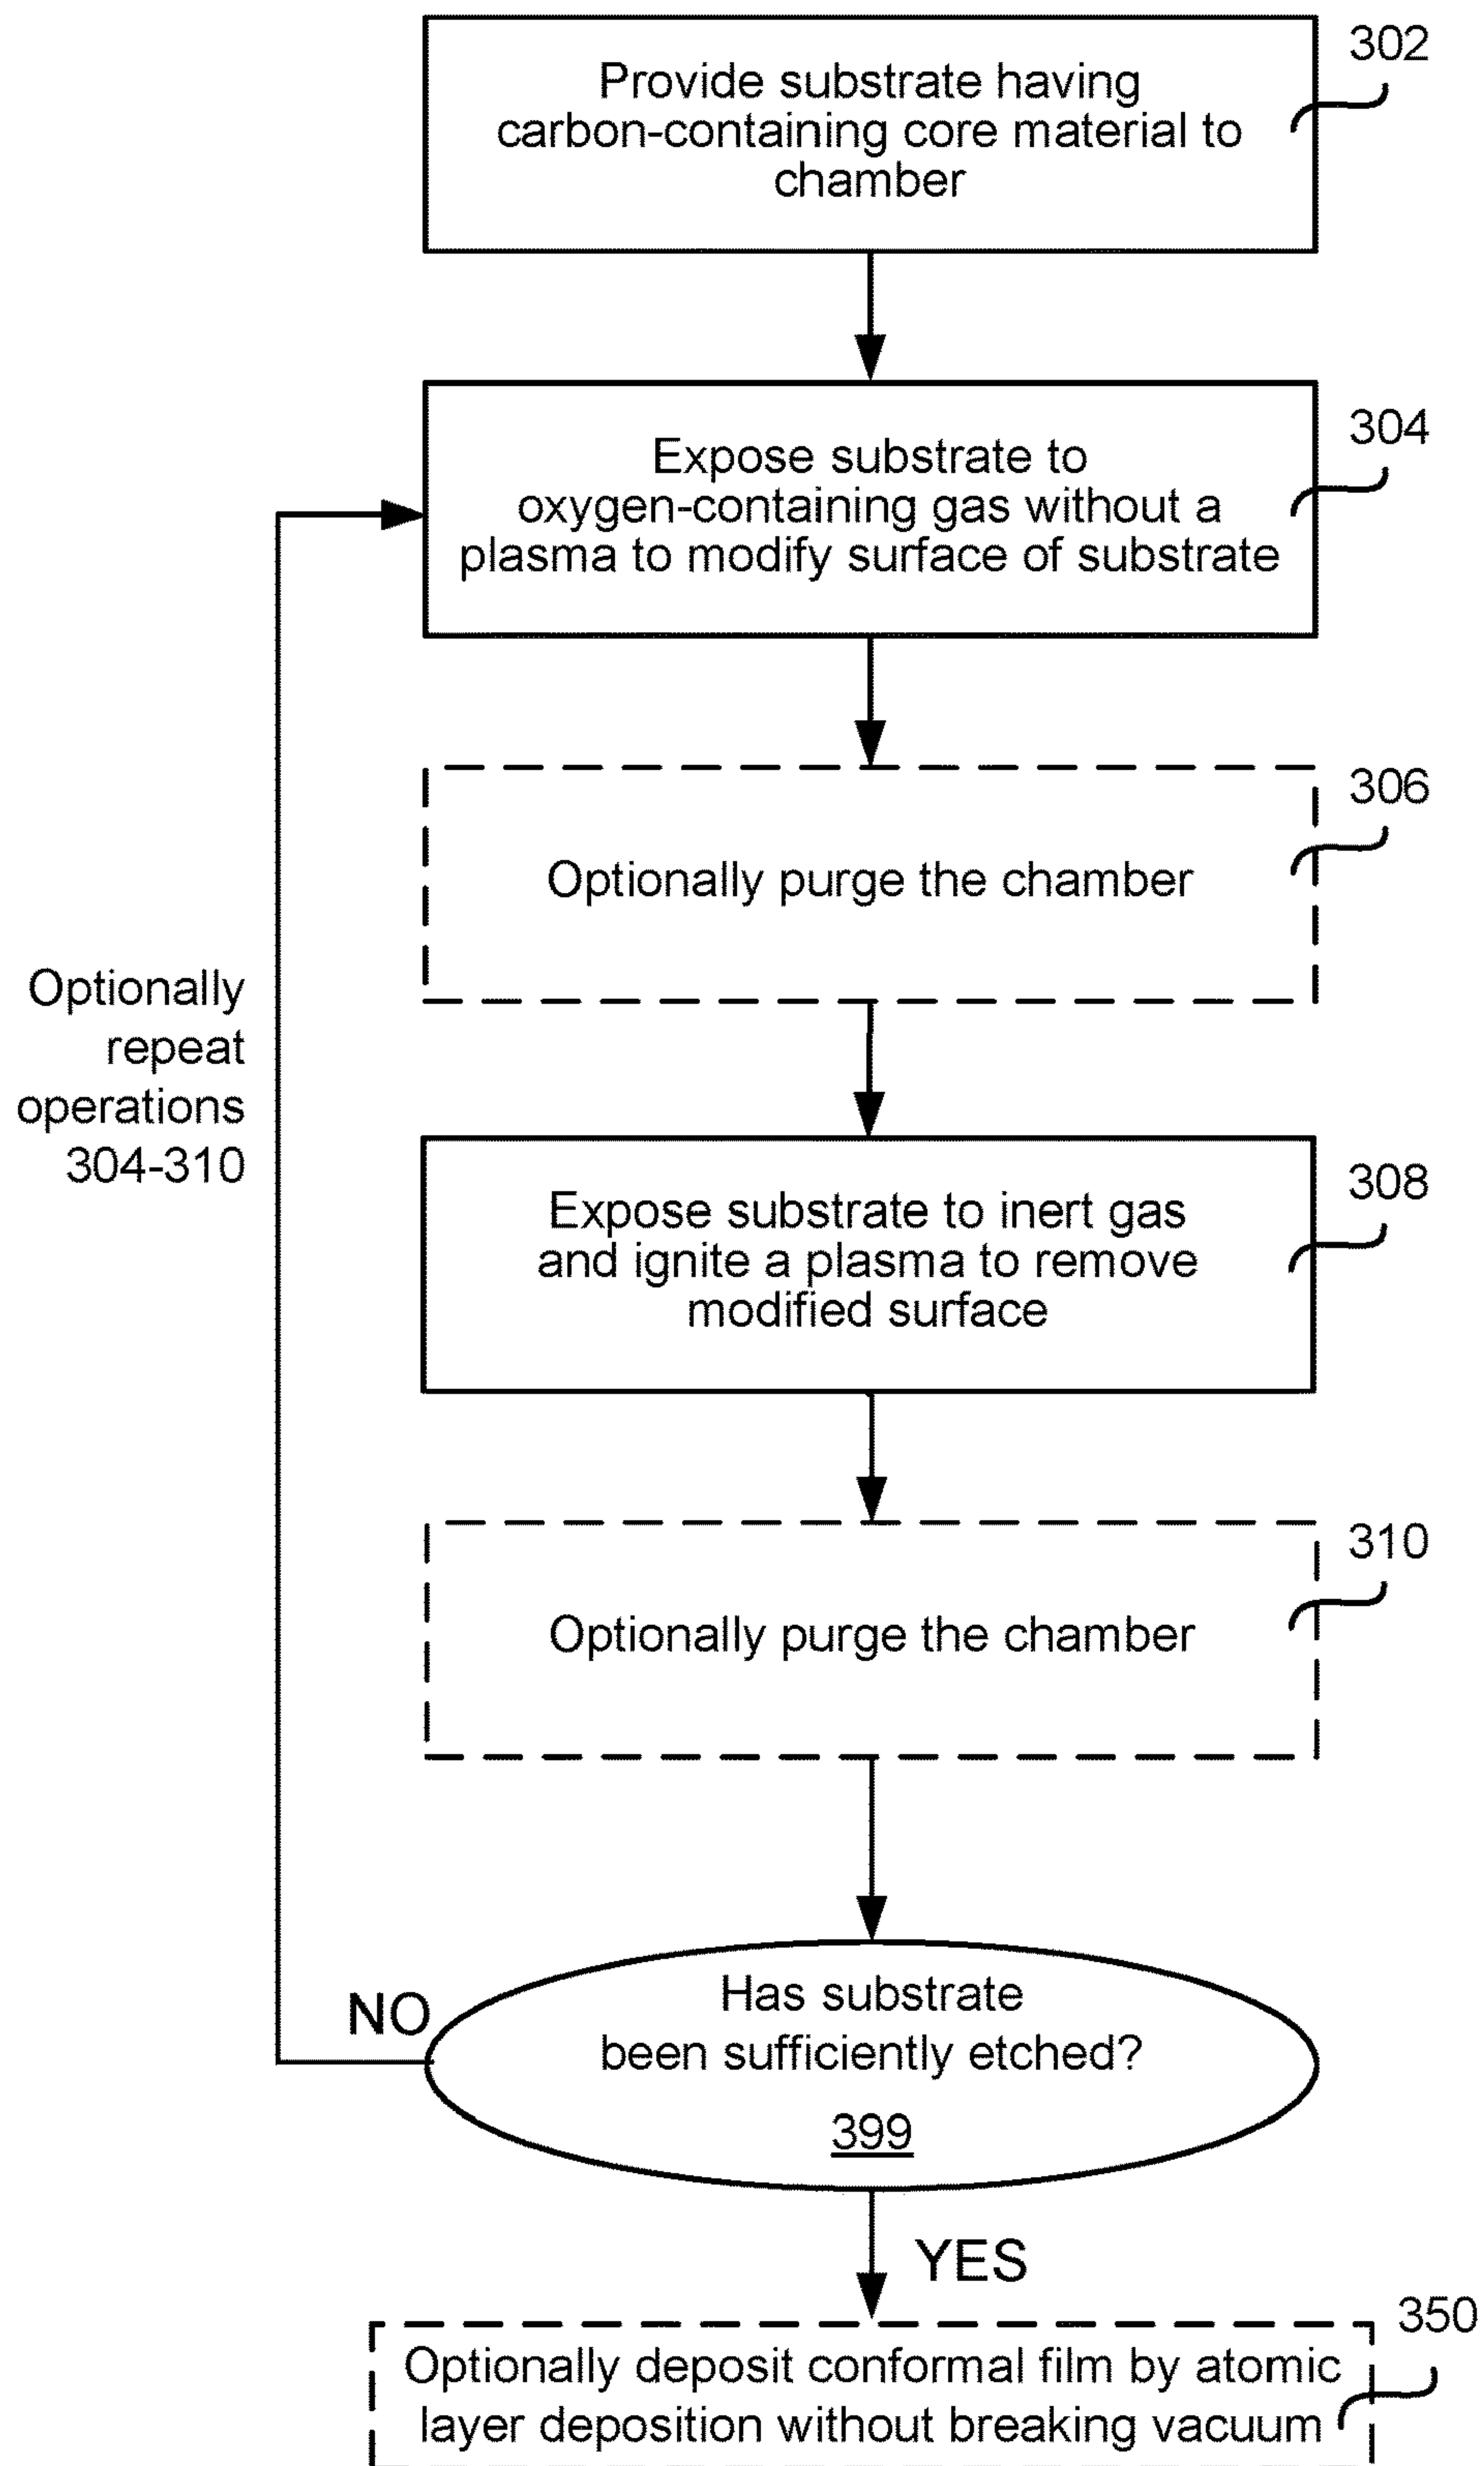 302
Provide substrate having
carbon-containing core material to
chamber
304
Expose substrate to
oxygen-containing gas without a
plasma to modify surface of substrate
306
Optionally purge the chamber
Optionally
repeat
operations
304-310
308
Expose substrate to inert gas
and ignite a plasma to remove
modified surface
310
Optionally purge the chamber
NO
Has substrate
been sufficiently etched?
399
YES
350
Optionally deposit conformal film by atomic
layer deposition without breaking vacuum